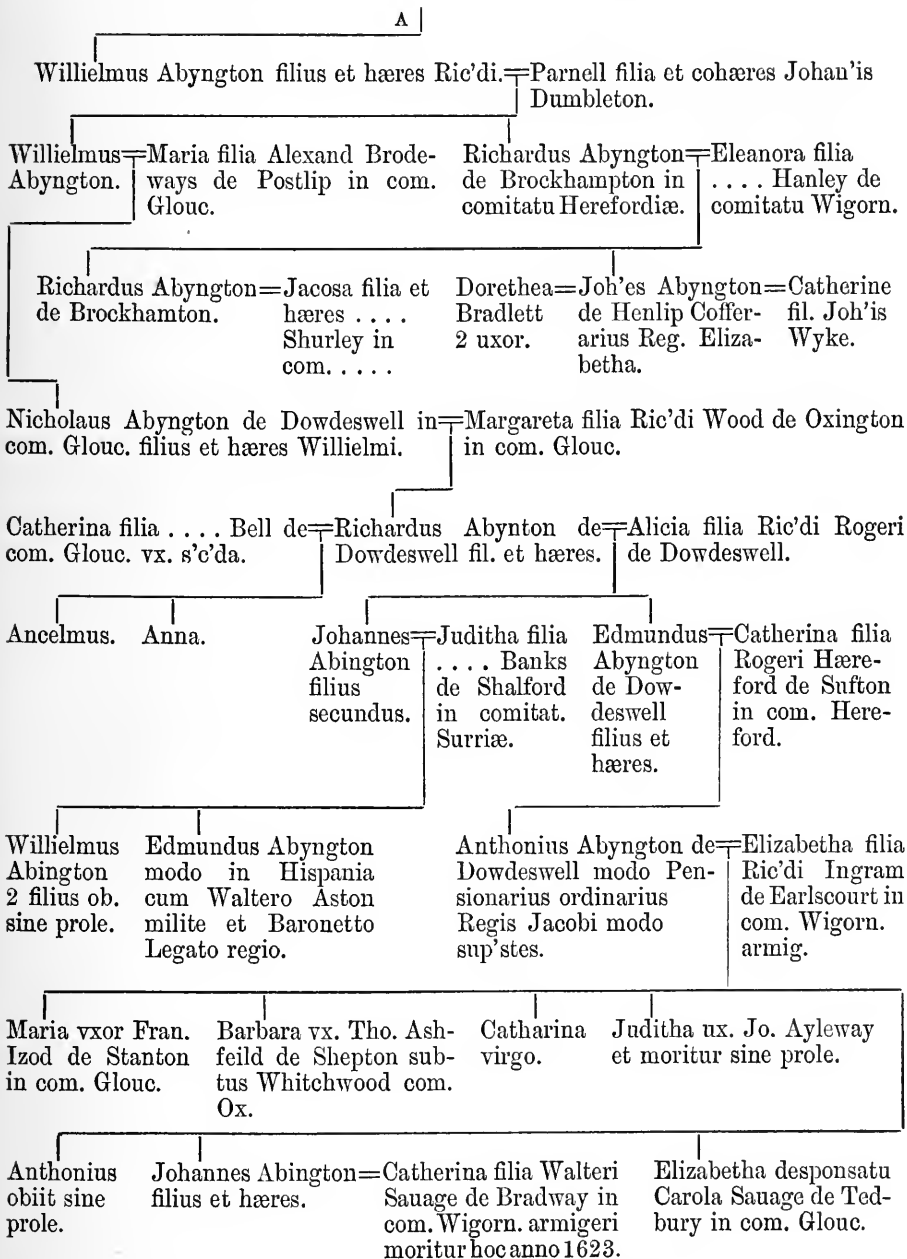 A
Willielmus Abyngton filius et hæres Ric'di.=Parnell filia et cohæres Johan'is
Dumbleton.
Willielmus=Maria filia Alexand Brode-
Abyngton. ways de Postlip in com.
Glouc.
Richardus Abyngton=Eleanora filia
de Brockhampton in . . . . Hanley de
comitatu Herefordiæ. comitatu Wigorn.
Richardus Abyngton=Jacosa filia et
de Brockhamton. hæres . . . .
Shurley in
com. . . . .
Dorethea=Joh'es Abyngton=Catherine
Bradlett de Henlip Coffer- fil. Joh'is
2 uxor. arius Reg. Eliza- Wyke.
betha.
Nicholaus Abyngton de Dowdeswell in=Margareta filia Ric'di Wood de Oxington
com. Glouc. filius et hæres Willielmi. in com. Glouc.
Catherina filia . . . . Bell de=Richardus Abynton de=Alicia filia Ric'di Rogeri
com. Glouc. vx. s'c'da. Dowdeswell fil. et hæres. de Dowdeswell.
Ancelmus. Anna.
Johannes=Juditha filia
Abington . . . . Banks
filius de Shalford
secundus. in comitat.
Surriæ.
Edmundus=Catherina filia
Abyngton Rogeri Hære-
de Dow- ford de Sufton
deswell in com. Here-
filius et ford.
hæres.
Willielmus
Abington
2 filius ob.
sine prole.
Edmundus Abyngton
modo in Hispania
cum Waltero Aston
milite et Baronetto
Legato regio.
Anthonius Abyngton de=Elizabetha filia
Dowdeswell modo Pen- Ric'di Ingram
sionarius ordinarius de Earlscourt in
Regis Jacobi modo com. Wigorn.
sup'stes. armig.
Maria vxor Fran.
Izod de Stanton
in com. Glouc.
Barbara vx. Tho. Ash-
feild de Shepton sub-
tus Whitchwood com.
Ox.
Catharina
virgo.
Juditha ux. Jo. Ayleway
et moritur sine prole.
Anthonius
obiit sine
prole.
Johannes Abington=Catherina filia Walteri
filius et hæres. Sauage de Bradway in
com. Wigorn. armigeri
moritur hoc anno 1623.
Elizabetha desponsatu
Carola Sauage de Ted-
bury in com. Glouc.